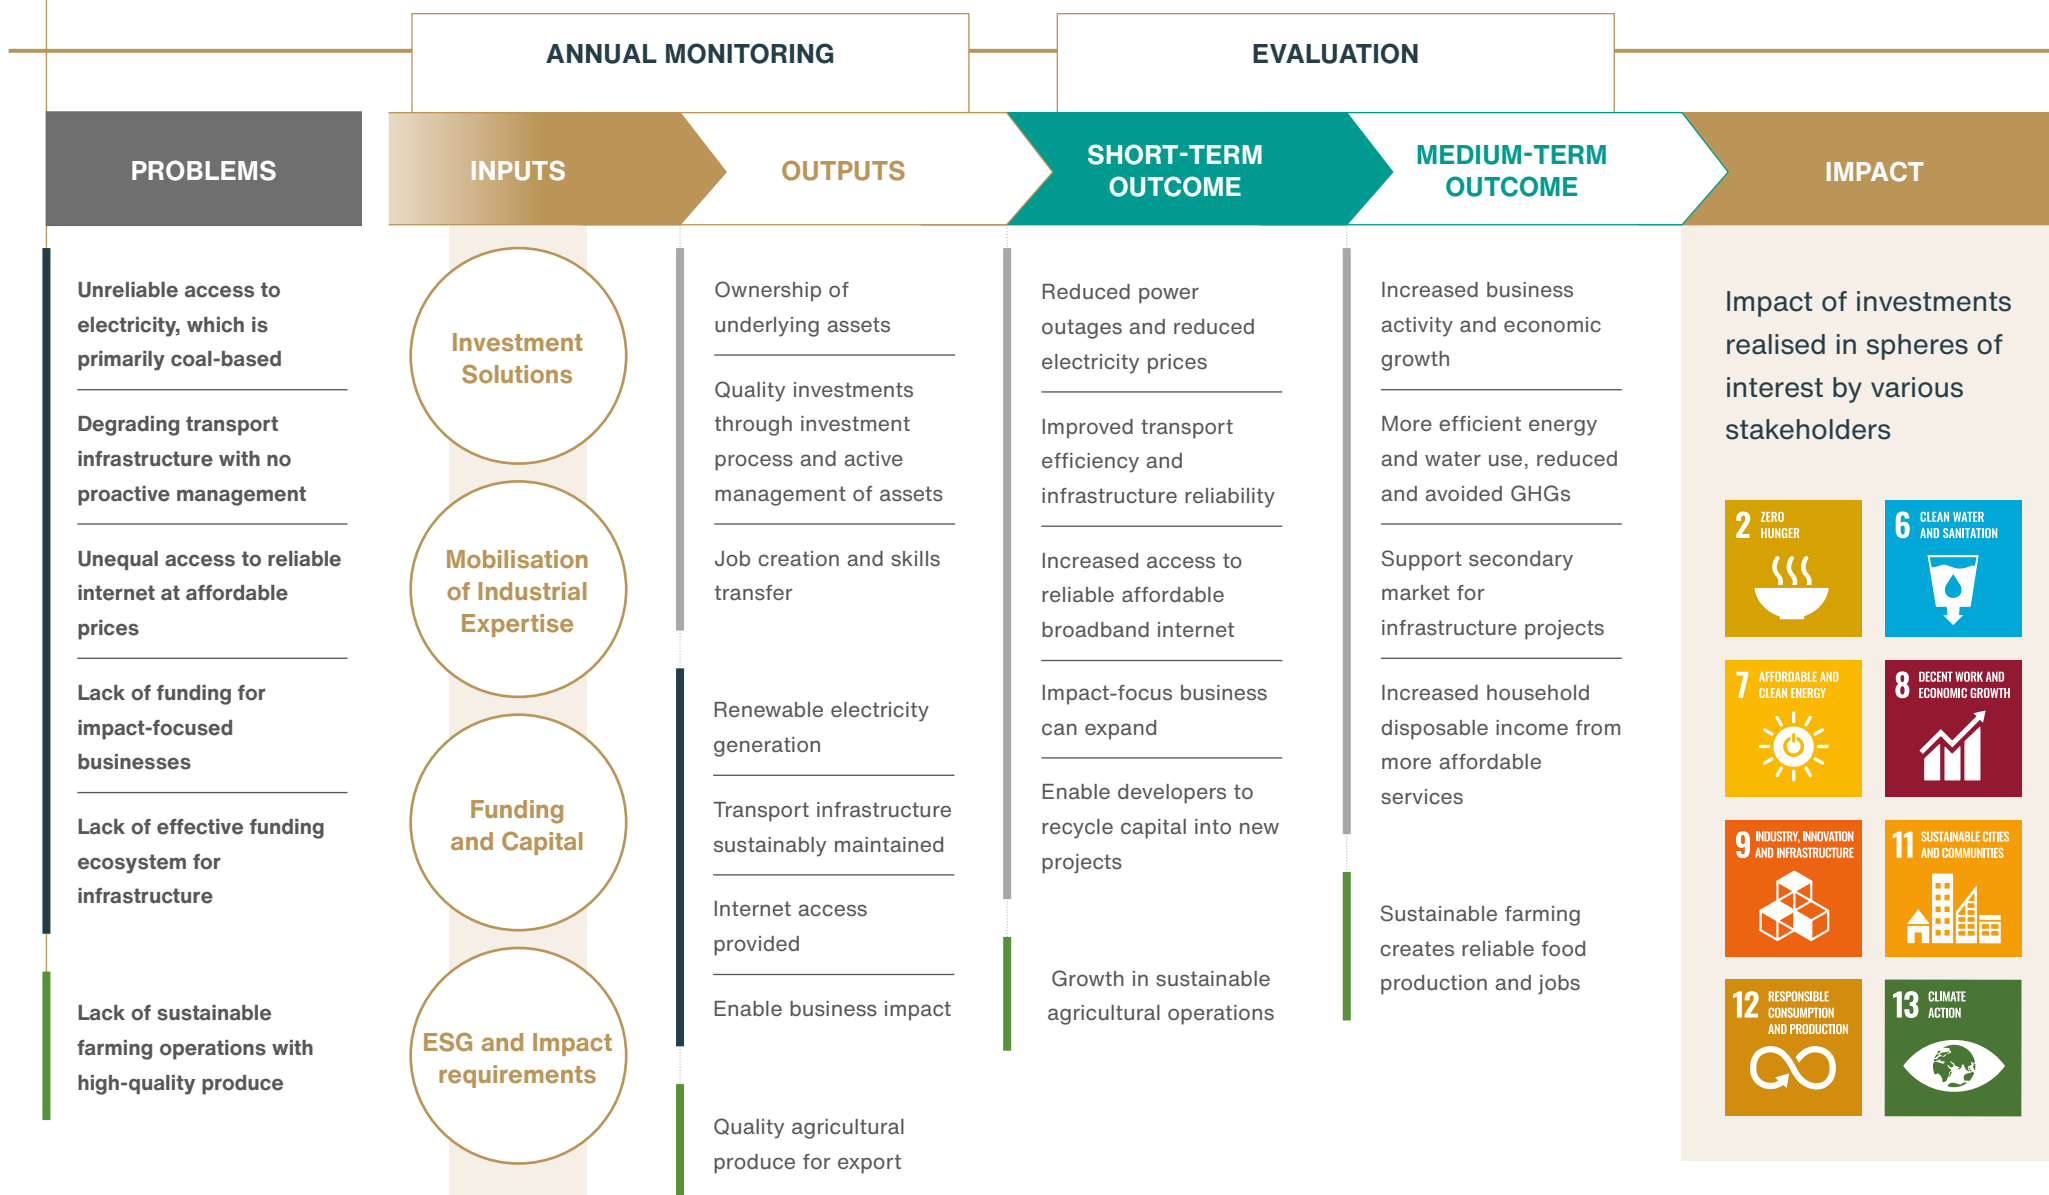 ANNUAL MONITORING
EVALUATION
PROBLEMS
INPUTS
OUTPUTS
SHORT-TERM
OUTCOME
MEDIUM-TERM
OUTCOME
IMPACT
Unreliable access to
electricity, which is
primarily coal-based
Degrading transport
infrastructure with no
proactive management
Unequal access to reliable
internet at affordable
prices
Lack of funding for
impact-focused
businesses
Lack of effective funding
ecosystem for
infrastructure
Lack of sustainable
farming operations with
high-quality produce
Investment
Solutions
Mobilisation
of Industrial
Expertise
Funding
and Capital
ESG and Impact
requirements
Ownership of
underlying assets
Quality investments
through investment
process and active
management of assets
Job creation and skills
transfer
Renewable electricity
generation
Transport infrastructure
sustainably maintained
Internet access
provided
Enable business impact
Quality agricultural
produce for export
Reduced power
outages and reduced
electricity prices
Improved transport
efficiency and
infrastructure reliability
Increased access to
reliable affordable
broadband internet
Impact-focus business
can expand
Enable developers to
recycle capital into new
projects
Growth in sustainable
agricultural operations
Increased business
activity and economic
growth
More efficient energy
and water use, reduced
and avoided GHGs
Support secondary
market for
infrastructure projects
Increased household
disposable income from
more affordable
services
Sustainable farming
creates reliable food
production and jobs
Impact of investments
realised in spheres of
interest by various
stakeholders
2 ZERO
HUNGER
6 CLEAN WATER
AND SANITATION
7 AFFORDABLE AND
CLEAN ENERGY
8 DECENT WORK AND
ECONOMIC GROWTH
9 INDUSTRY, INNOVATION
AND INFRASTRUCTURE
11 SUSTAINABLE CITIES
AND COMMUNITIES
12 RESPONSIBLE
CONSUMPTION
AND PRODUCTION
13 CLIMATE
ACTION